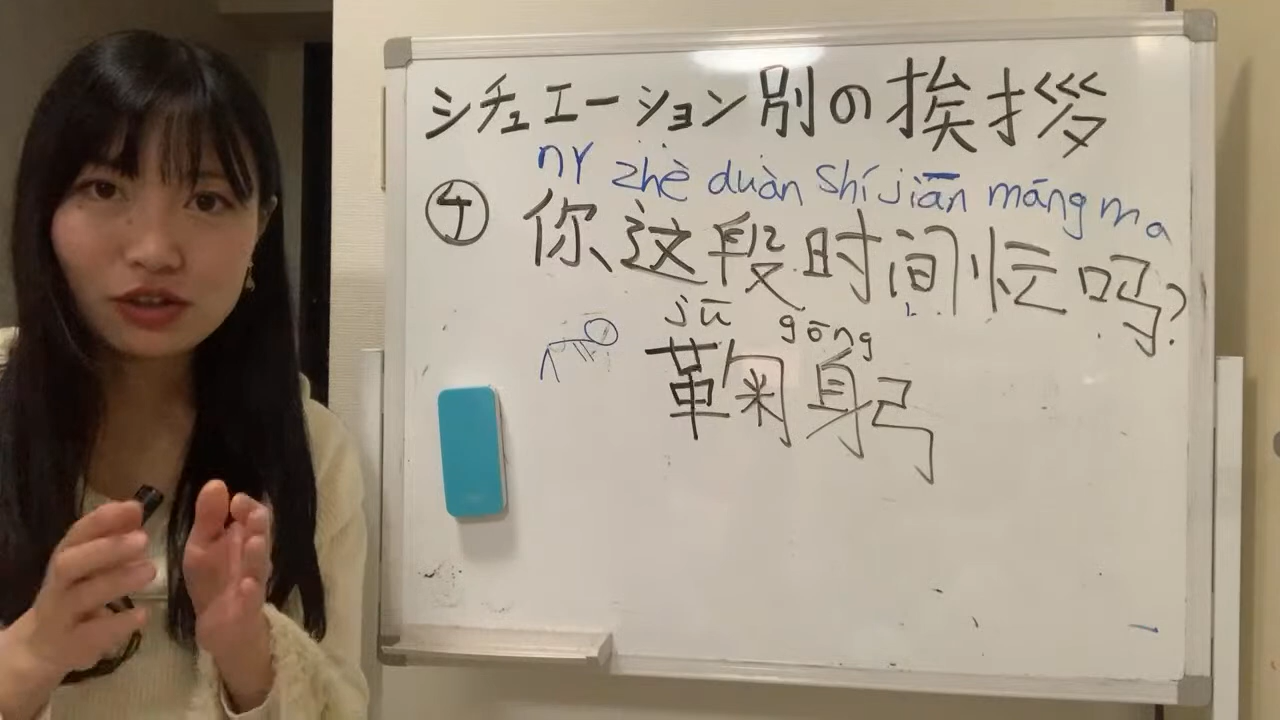 シチュエーション別の挨拶
nǐ zhè duàn shí jiān máng ma
④ 你这段时间忙吗?
jū gōng
鞠躬